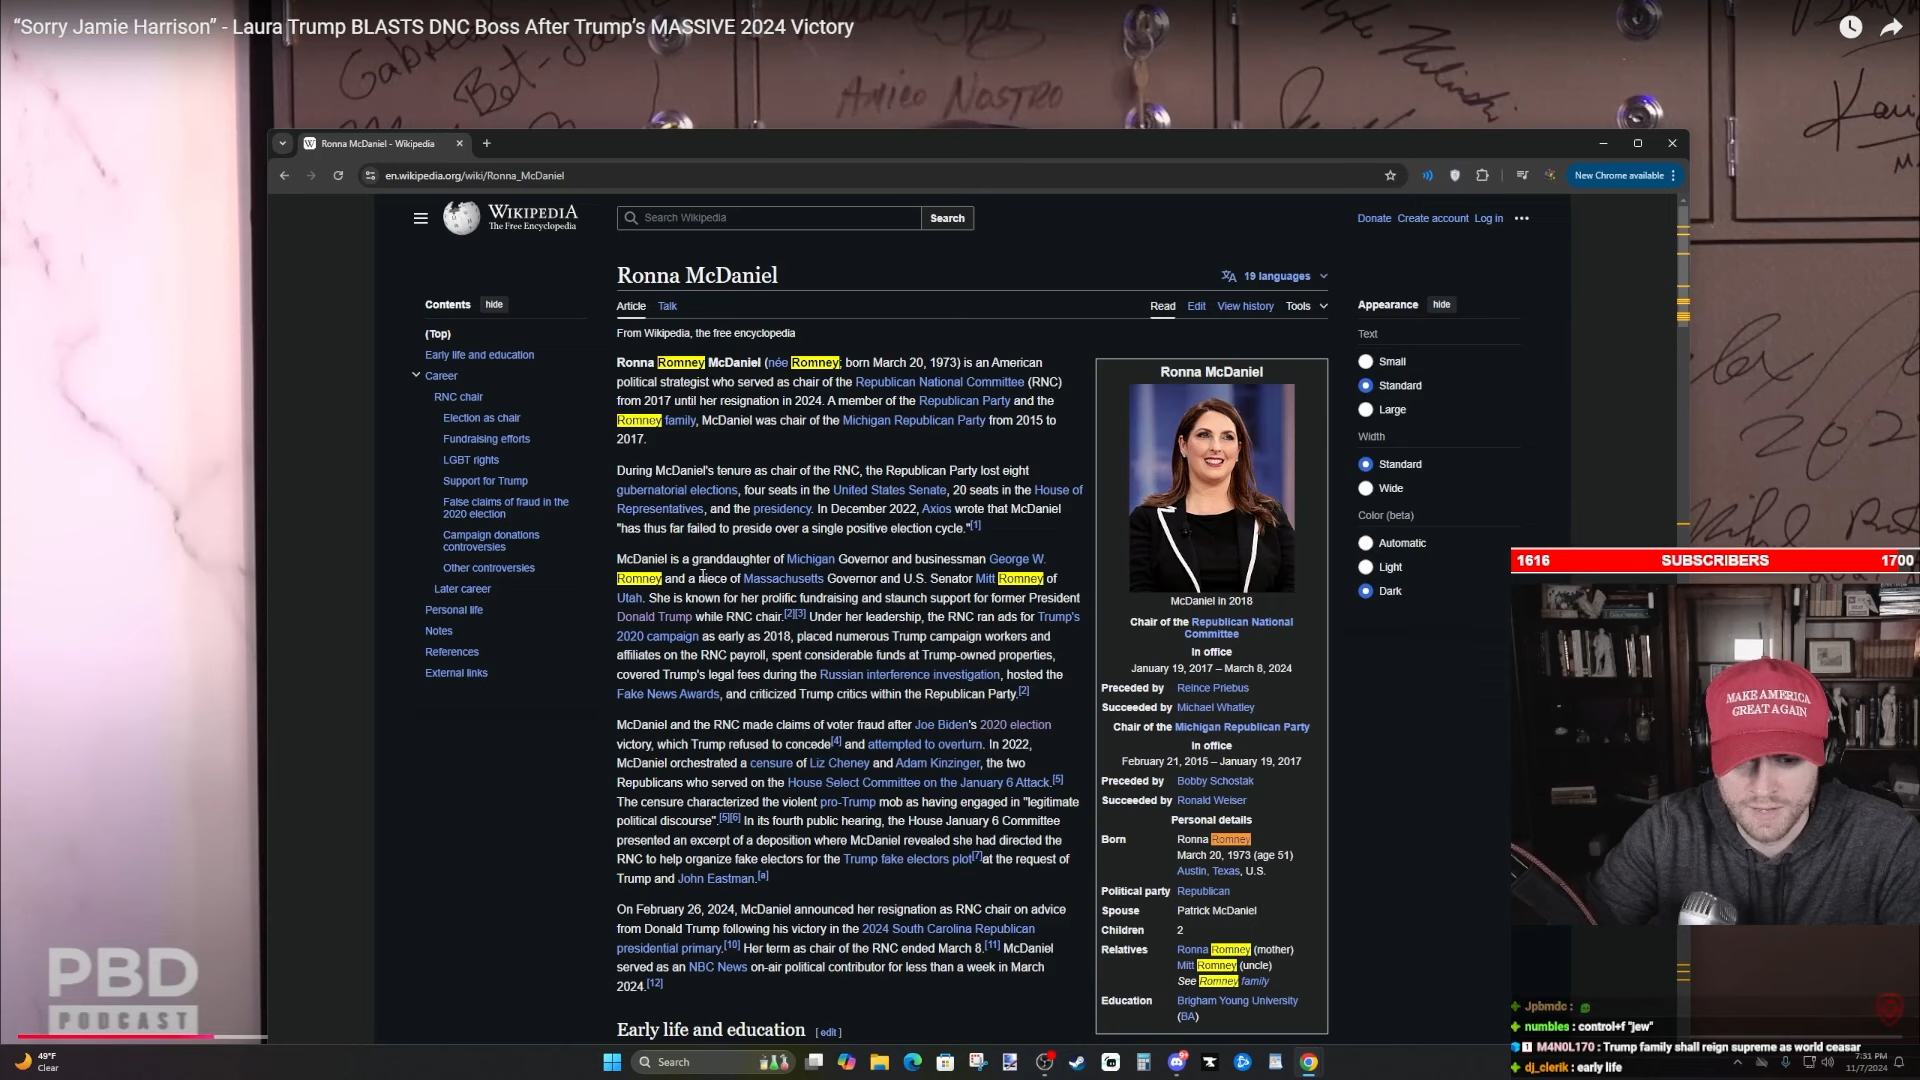 “Sorry Jamie Harrison” - Laura Trump BLASTS DNC Boss After Trump’s MASSIVE 2024 Victory
AMICO NOSTRO
Ronna McDaniel - Wikipedia
en.wikipedia.org/wiki/Ronna_McDaniel
New Chrome available
WIKIPEDIA
The Free Encyclopedia
Search Wikipedia
Search
Donate Create account Log in
Ronna McDaniel
19 languages
Contents hide
(Top)
Early life and education
Career
RNC chair
Election as chair
Fundraising efforts
LGBT rights
Support for Trump
False claims of fraud in the
2020 election
Campaign donations
controversies
Other controversies
Later career
Personal life
Notes
References
External links
Article Talk
Read Edit View history Tools
From Wikipedia, the free encyclopedia
Ronna Romney McDaniel (née Romney; born March 20, 1973) is an American
political strategist who served as chair of the Republican National Committee (RNC)
from 2017 until her resignation in 2024. A member of the Republican Party and the
Romney family, McDaniel was chair of the Michigan Republican Party from 2015 to
2017.
During McDaniel's tenure as chair of the RNC, the Republican Party lost eight
gubernatorial elections, four seats in the United States Senate, 20 seats in the House of
Representatives, and the presidency. In December 2022, Axios wrote that McDaniel
"has thus far failed to preside over a single positive election cycle."[1]
McDaniel is a granddaughter of Michigan Governor and businessman George W.
Romney and a niece of Massachusetts Governor and U.S. Senator Mitt Romney of
Utah. She is known for her prolific fundraising and staunch support for former President
Donald Trump while RNC chair.[2][3] Under her leadership, the RNC ran ads for Trump's
2020 campaign as early as 2018, placed numerous Trump campaign workers and
affiliates on the RNC payroll, spent considerable funds at Trump-owned properties,
covered Trump's legal fees during the Russian interference investigation, hosted the
Fake News Awards, and criticized Trump critics within the Republican Party.[2]
McDaniel and the RNC made claims of voter fraud after Joe Biden's 2020 election
victory, which Trump refused to concede[4] and attempted to overturn. In 2022,
McDaniel orchestrated a censure of Liz Cheney and Adam Kinzinger, the two
Republicans who served on the House Select Committee on the January 6 Attack.[5]
The censure characterized the violent pro-Trump mob as having engaged in "legitimate
political discourse".[5][6] In its fourth public hearing, the House January 6 Committee
presented an excerpt of a deposition where McDaniel revealed she had directed the
RNC to help organize fake electors for the Trump fake electors plot[7]at the request of
Trump and John Eastman.[a]
On February 26, 2024, McDaniel announced her resignation as RNC chair on advice
from Donald Trump following his victory in the 2024 South Carolina Republican
presidential primary.[10] Her term as chair of the RNC ended March 8.[11] McDaniel
served as an NBC News on-air political contributor for less than a week in March
2024.[12]
Early life and education [ edit ]
Ronna McDaniel
McDaniel in 2018
Chair of the Republican National
Committee
In office
January 19, 2017 – March 8, 2024
Preceded by Reince Priebus
Succeeded by Michael Whatley
Chair of the Michigan Republican Party
In office
February 21, 2015 – January 19, 2017
Preceded by Bobby Schostak
Succeeded by Ronald Weiser
Personal details
Born Ronna Romney
March 20, 1973 (age 51)
Austin, Texas, U.S.
Political party Republican
Spouse Patrick McDaniel
Children 2
Relatives Ronna Romney (mother)
Mitt Romney (uncle)
See Romney family
Education Brigham Young University
(BA)
Appearance hide
Text
Small
Standard
Large
Width
Standard
Wide
Color (beta)
Automatic
Light
Dark
1616 SUBSCRIBERS 1700
MAKE AMERICA
GREAT AGAIN
PBD
PODCAST
Jpbmdc :
numbles : control+f "jew"
M4N0L170 : Trump family shall reign supreme as world ceasar
dj_clerik : early life
49°F
Clear
Search
7:31 PM
11/7/2024